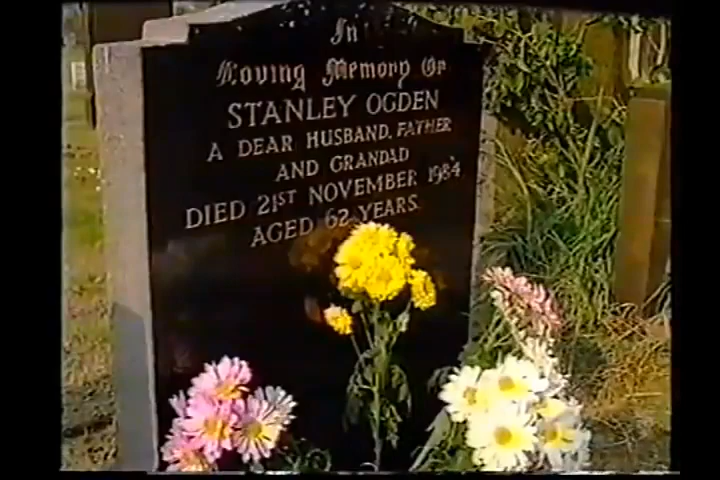 In
Loving Memory Of
STANLEY OGDEN
A DEAR HUSBAND, FATHER
AND GRANDAD
DIED 21ST NOVEMBER 1984
AGED 62 YEARS.